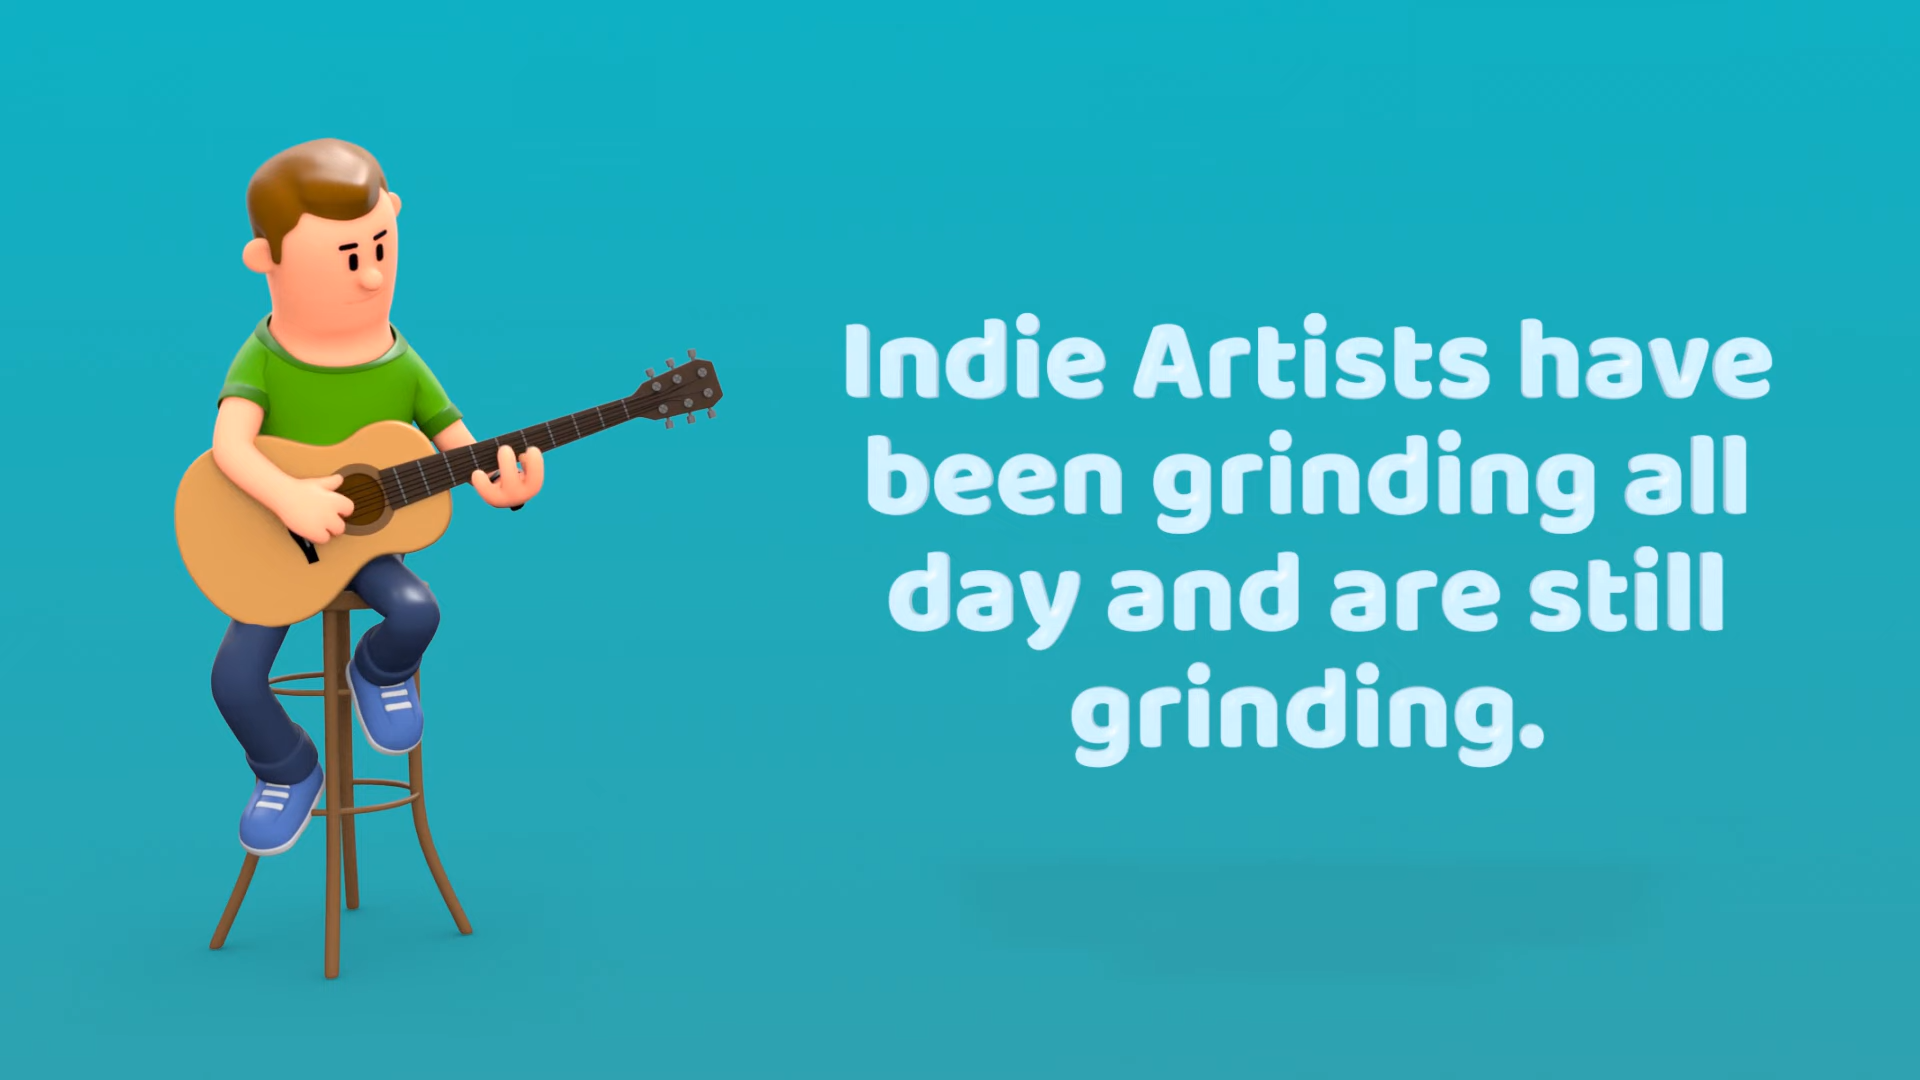 Indie Artists have
been grinding all
day and are still
grinding.